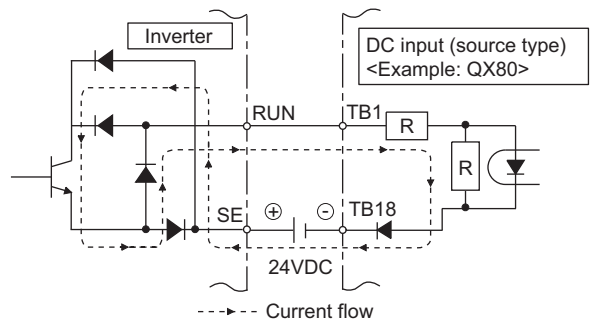 Inverter
DC input (source type)
<Example: QX80>
RUN
TB1
R
R
SE
⊕
⊖
TB18
24VDC
Current flow